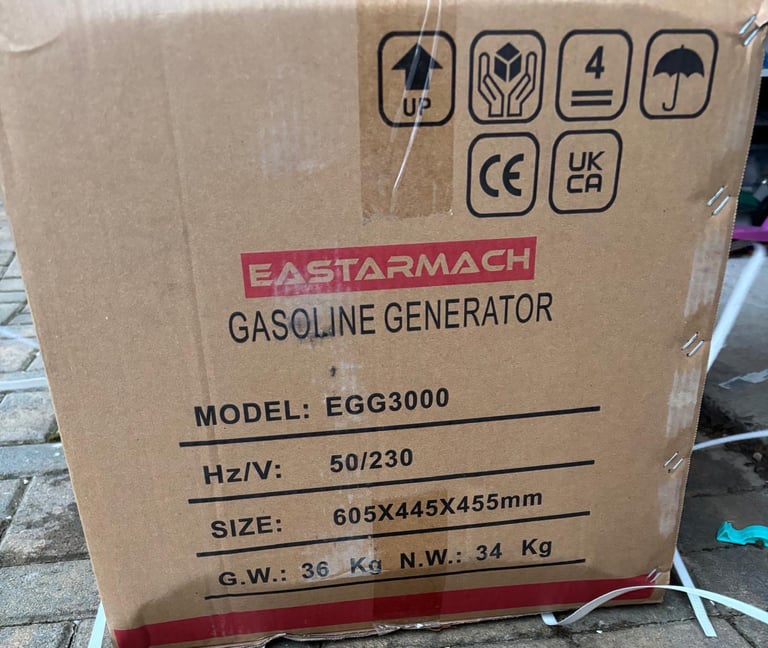 UP
4
CE
UK
CA
EASTARMACH
GASOLINE GENERATOR
MODEL: EGG3000
Hz/V: 50/230
SIZE: 605X445X455mm
G.W.: 36 Kg N.W.: 34 Kg